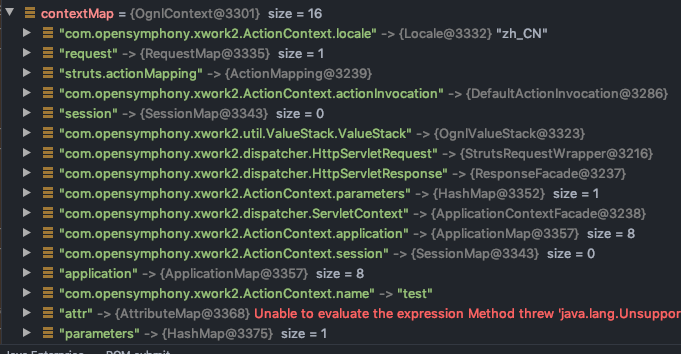 contextMap = {OgnlContext@3301} size = 16
"com.opensymphony.xwork2.ActionContext.locale" -> {Locale@3332} "zh_CN"
"request" -> {RequestMap@3335} size = 1
"struts.actionMapping" -> {ActionMapping@3239}
"com.opensymphony.xwork2.ActionContext.actionInvocation" -> {DefaultActionInvocation@3286}
"session" -> {SessionMap@3343} size = 0
"com.opensymphony.xwork2.util.ValueStack.ValueStack" -> {OgnlValueStack@3323}
"com.opensymphony.xwork2.dispatcher.HttpServletRequest" -> {StrutsRequestWrapper@3216}
"com.opensymphony.xwork2.dispatcher.HttpServletResponse" -> {ResponseFacade@3237}
"com.opensymphony.xwork2.ActionContext.parameters" -> {HashMap@3352} size = 1
"com.opensymphony.xwork2.dispatcher.ServletContext" -> {ApplicationContextFacade@3238}
"com.opensymphony.xwork2.ActionContext.application" -> {ApplicationMap@3357} size = 8
"com.opensymphony.xwork2.ActionContext.session" -> {SessionMap@3343} size = 0
"application" -> {ApplicationMap@3357} size = 8
"com.opensymphony.xwork2.ActionContext.name" -> "test"
"attr" -> {AttributeMap@3368} Unable to evaluate the expression Method threw 'java.lang.Unsuppor
"parameters" -> {HashMap@3375} size = 1